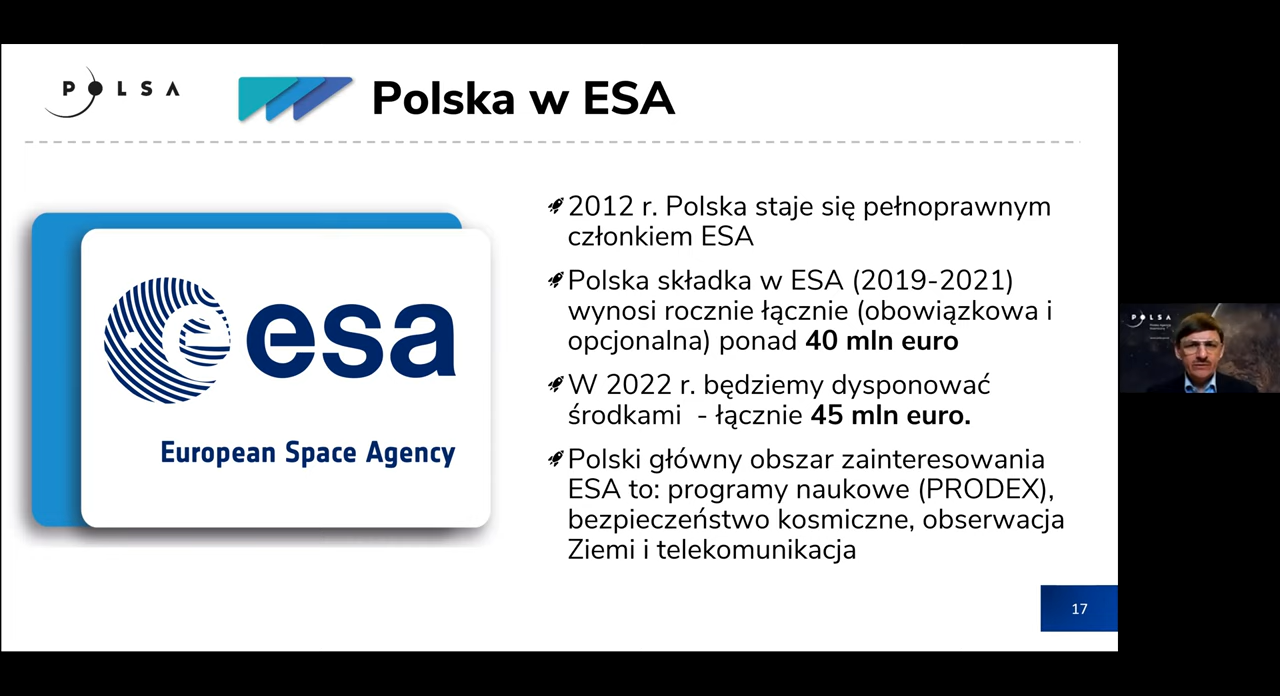 POLSA
Polska w ESA
esa
European Space Agency
2012 r. Polska staje się pełnoprawnym
członkiem ESA
Polska składka w ESA (2019-2021)
wynosi rocznie łącznie (obowiązkowa i
opcjonalna) ponad 40 mln euro
W 2022 r. będziemy dysponować
środkami - łącznie 45 mln euro.
Polski główny obszar zainteresowania
ESA to: programy naukowe (PRODEX),
bezpieczeństwo kosmiczne, obserwacja
Ziemi i telekomunikacja
17
POLSA